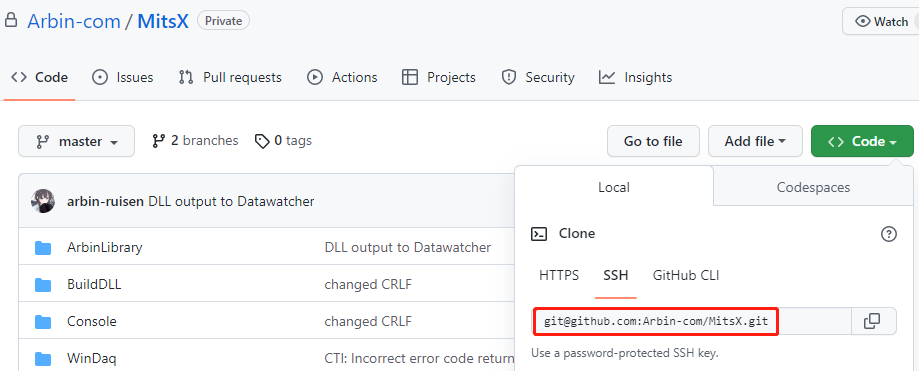 Arbin-com / MitsX Private
Watch
Code Issues Pull requests Actions Projects Security Insights
master 2 branches 0 tags Go to file Add file Code
Local Codespaces
arbin-ruisen DLL output to Datawatcher
Clone
ArbinLibrary DLL output to Datawatcher
HTTPS SSH GitHub CLI
BuildDLL changed CRLF
Console changed CRLF
git@github.com:Arbin-com/MitsX.git
Use a password-protected SSH key.
WinDaq CTI: Incorrect error code return